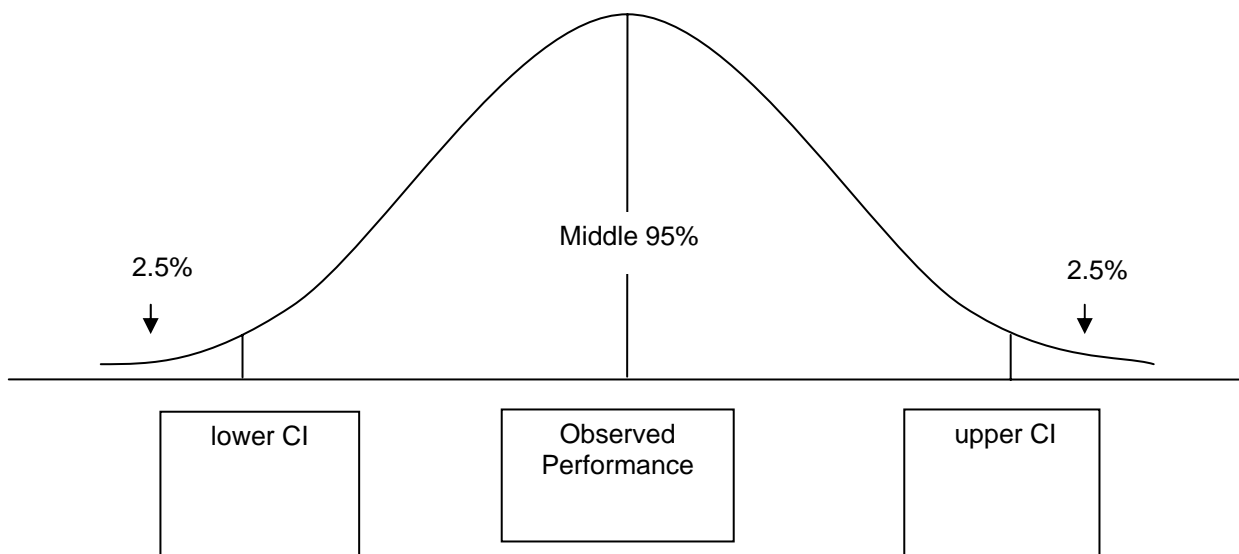 Middle 95%
2.5%
2.5%
lower CI
Observed
Performance
upper CI